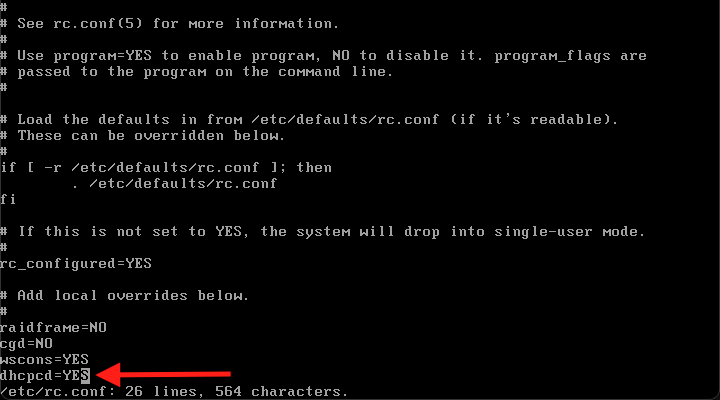 #
# See rc.conf(5) for more information.
#
# Use program=YES to enable program, NO to disable it. program_flags are
# passed to the program on the command line.
#
# Load the defaults in from /etc/defaults/rc.conf (if it's readable).
# These can be overridden below.
#
if [ -r /etc/defaults/rc.conf ]; then
        . /etc/defaults/rc.conf
fi
# If this is not set to YES, the system will drop into single-user mode.
#
rc_configured=YES
# Add local overrides below.
#
raidframe=NO
cgd=NO
wscons=YES
dhcpcd=YES
/etc/rc.conf: 26 lines, 564 characters.